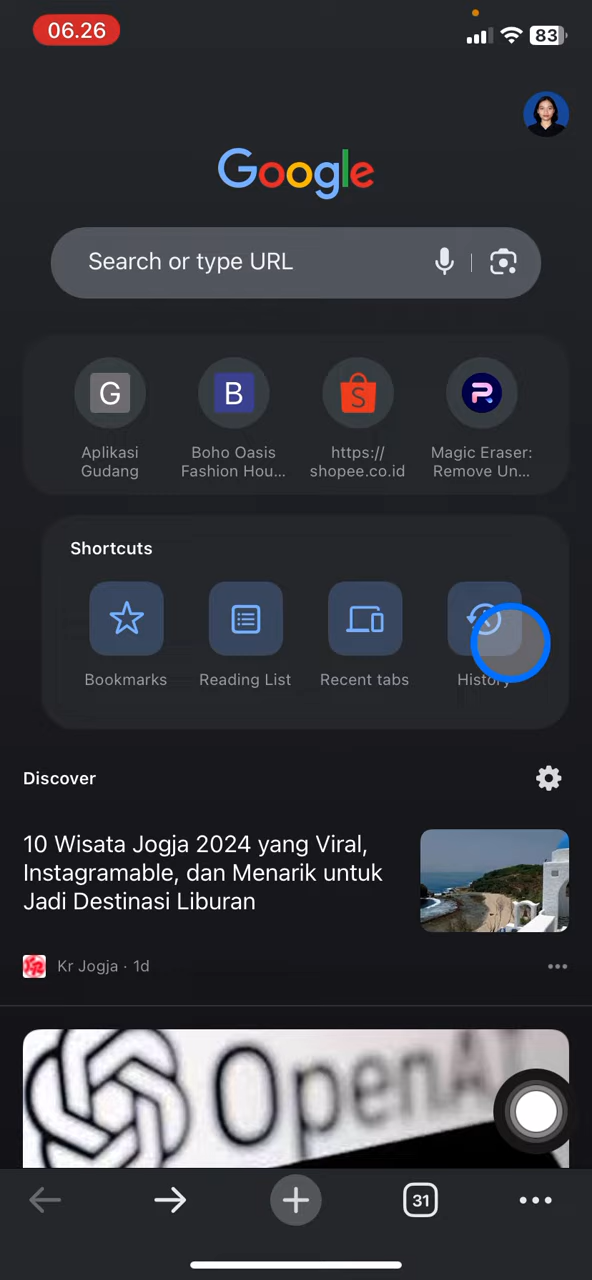 06.26
83
Google
Search or type URL
G
B
S
Aplikasi
Gudang
Boho Oasis
Fashion Hou...
https://
shopee.co.id
Magic Eraser:
Remove Un...
Shortcuts
Bookmarks
Reading List
Recent tabs
History
Discover
10 Wisata Jogja 2024 yang Viral,
Instagramable, dan Menarik untuk
Jadi Destinasi Liburan
Kr Jogja · 1d
OpenAI
31